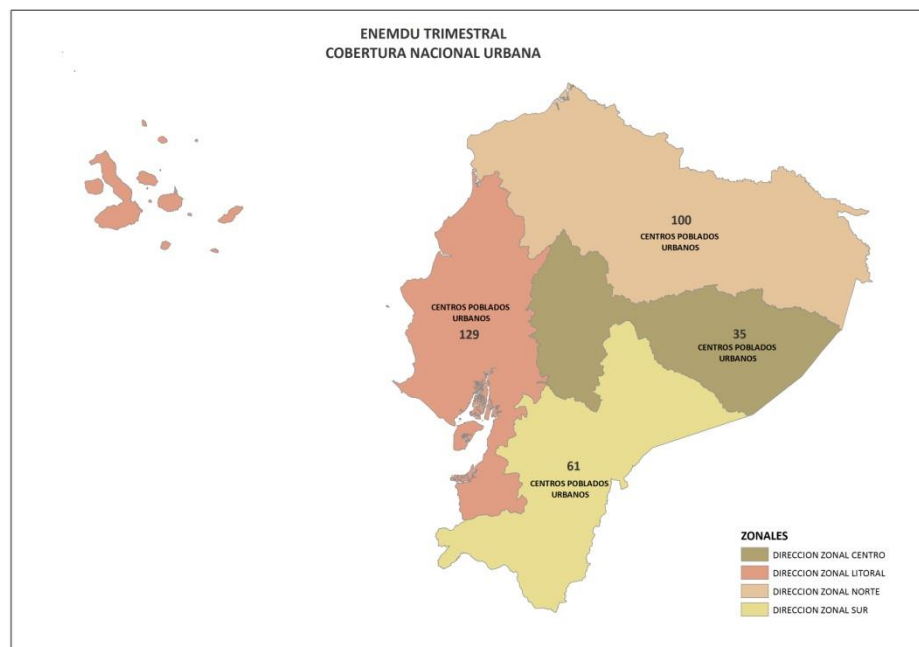 ENEMDU TRIMESTRAL
COBERTURA NACIONAL URBANA
100
CENTROS POBLADOS
URBANOS
CENTROS POBLADOS
URBANOS
129
35
CENTROS POBLADOS
URBANOS
61
CENTROS POBLADOS
URBANOS
ZONALES
DIRECCION ZONAL CENTRO
DIRECCION ZONAL LITORAL
DIRECCION ZONAL NORTE
DIRECCION ZONAL SUR